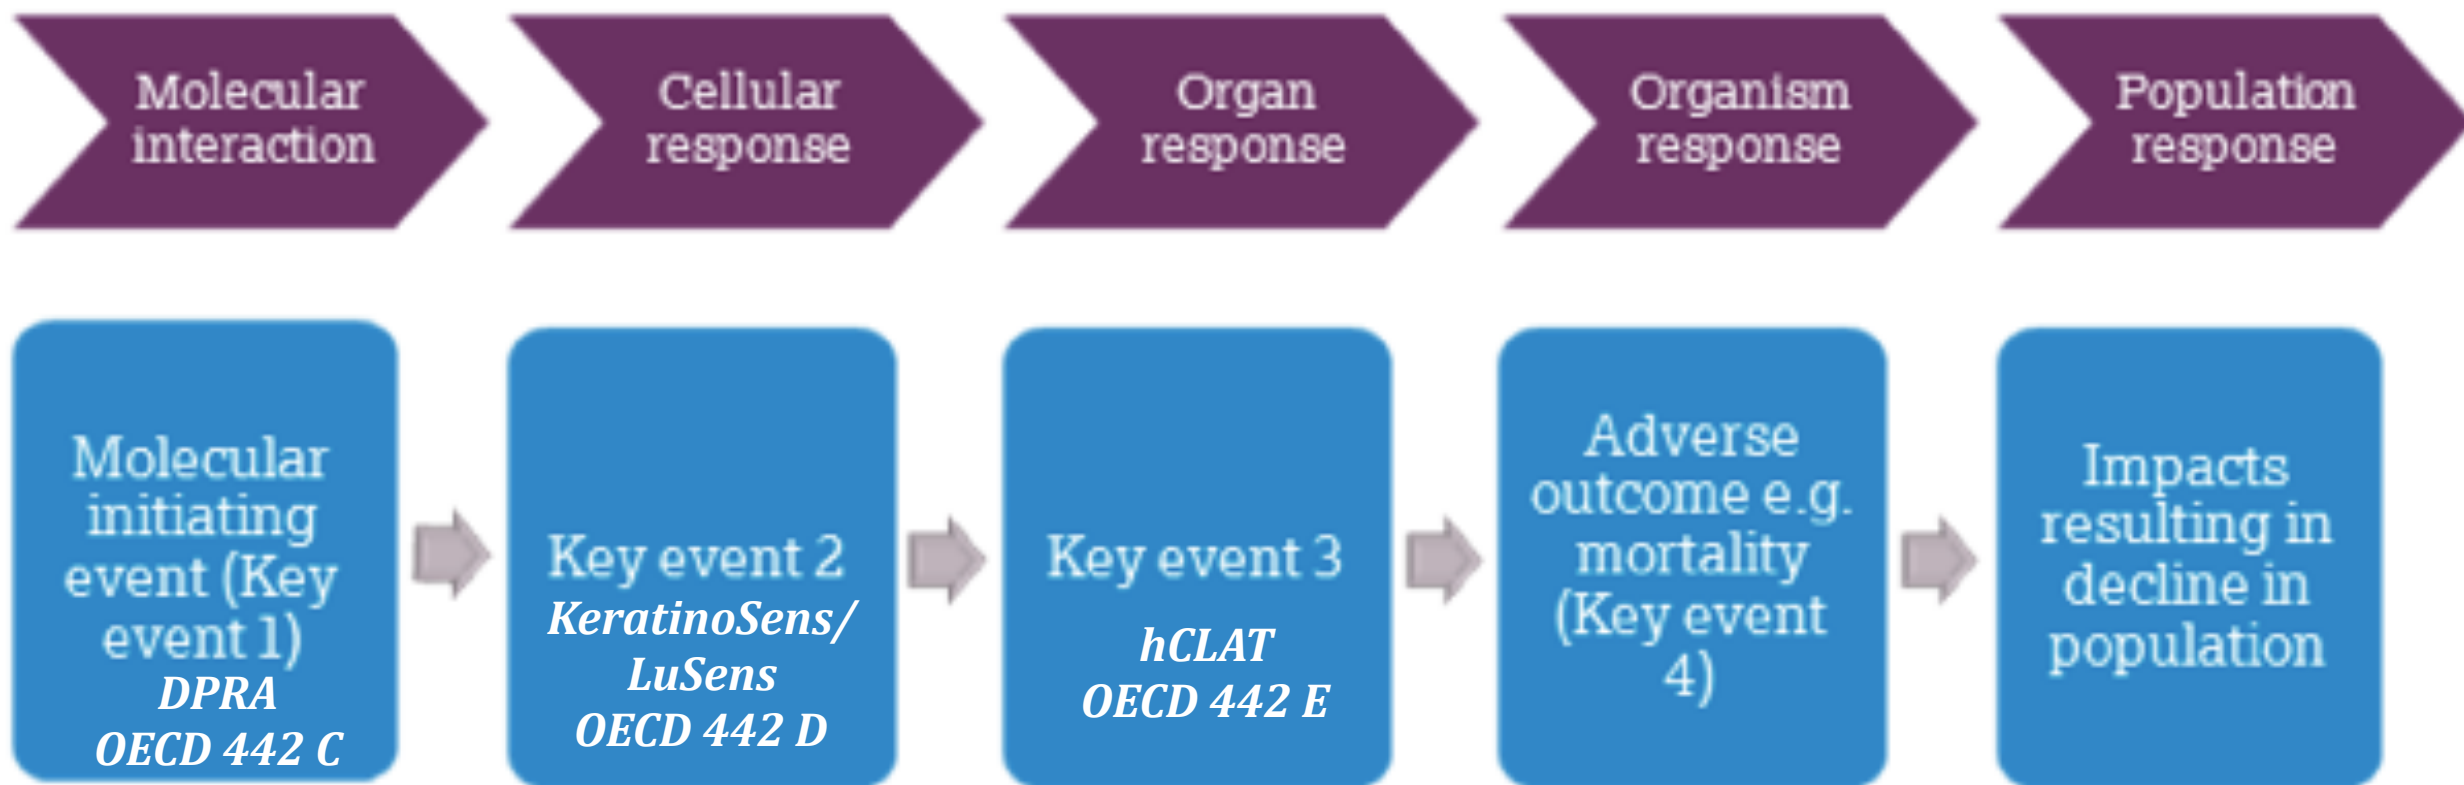 Molecular
interaction
Cellular
response
Organ
response
Organism
response
Population
response
Molecular
initiating
event (Key
event 1)
DPRA
OECD 442 C
Key event 2
KeratinoSens/
LuSens
OECD 442 D
Key event 3
hCLAT
OECD 442 E
Adverse
outcome e.g.
mortality
(Key event
4)
Impacts
resulting in
decline in
population